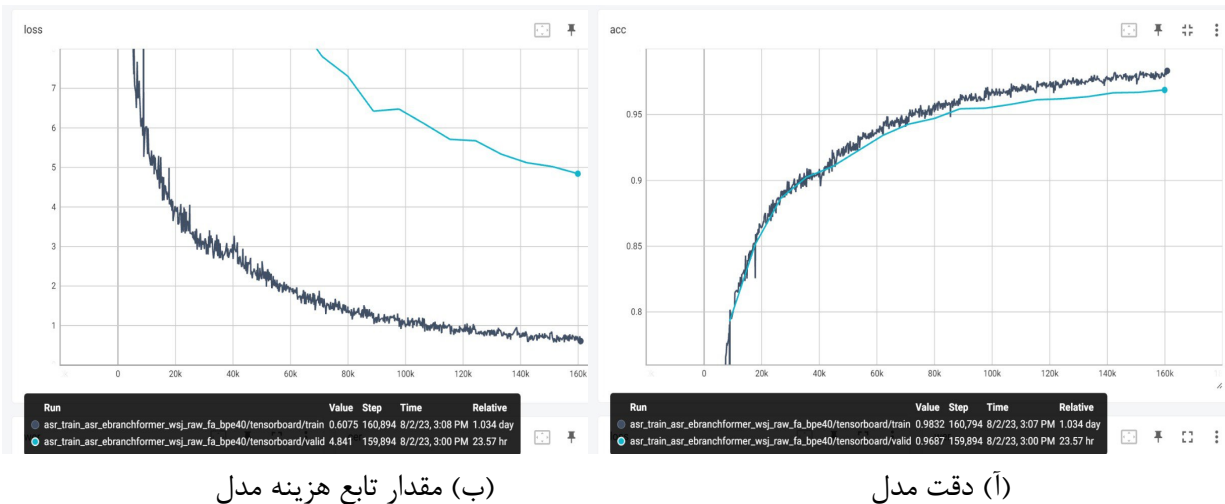 loss
7
6
5
4
3
2
1
0 20k 40k 60k 80k 100k 120k 140k 160k
Run Value Step Time Relative
asr_train_asr_ebranchformer_wsj_raw_fa_bpe40/tensorboard/train 0.6075 160,894 8/2/23, 3:08 PM 1.034 day
asr_train_asr_ebranchformer_wsj_raw_fa_bpe40/tensorboard/valid 4.841 159,894 8/2/23, 3:00 PM 23.57 hr
acc
0.95
0.9
0.85
0.8
0 20k 40k 60k 80k 100k 120k 140k 160k
Run Value Step Time Relative
asr_train_asr_ebranchformer_wsj_raw_fa_bpe40/tensorboard/train 0.9832 160,794 8/2/23, 3:07 PM 1.034 day
asr_train_asr_ebranchformer_wsj_raw_fa_bpe40/tensorboard/valid 0.9687 159,894 8/2/23, 3:00 PM 23.57 hr
(آ) دقت مدل
(ب) مقدار تابع هزینه مدل